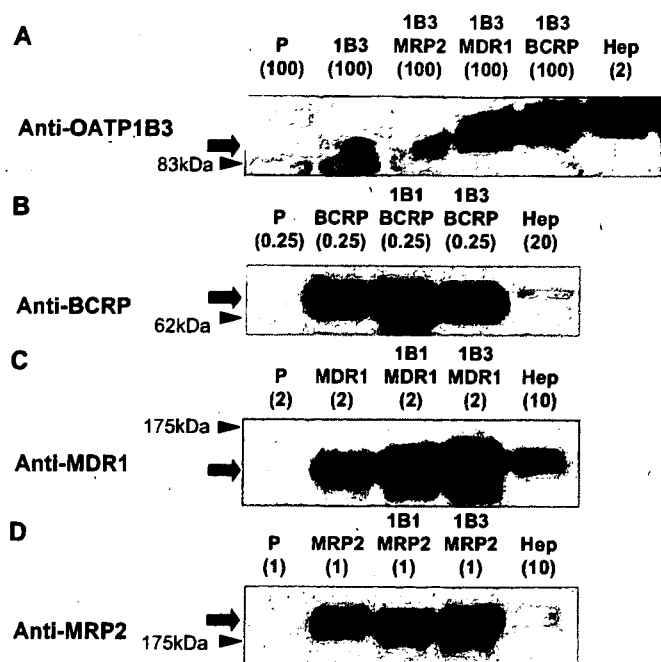 A
1B3 1B3 1B3
P 1B3 MRP2 MDR1 BCRP Hep
(100) (100) (100) (100) (100) (2)
Anti-OATP1B3
83kDa
B
1B1 1B3
P BCRP BCRP BCRP Hep
(0.25) (0.25) (0.25) (0.25) (20)
Anti-BCRP
62kDa
C
1B1 1B3
P MDR1 MDR1 MDR1 Hep
(2) (2) (2) (2) (10)
175kDa
Anti-MDR1
D
1B1 1B3
P MRP2 MRP2 MRP2 Hep
(1) (1) (1) (1) (10)
Anti-MRP2
175kDa